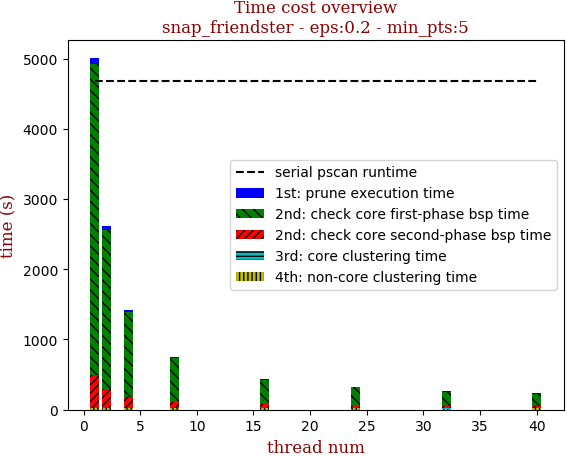 Time cost overview
snap_friendster - eps:0.2 - min_pts:5
time (s)
5000
4000
3000
2000
1000
0
serial pscan runtime
1st: prune execution time
2nd: check core first-phase bsp time
2nd: check core second-phase bsp time
3rd: core clustering time
4th: non-core clustering time
0 5 10 15 20 25 30 35 40
thread num